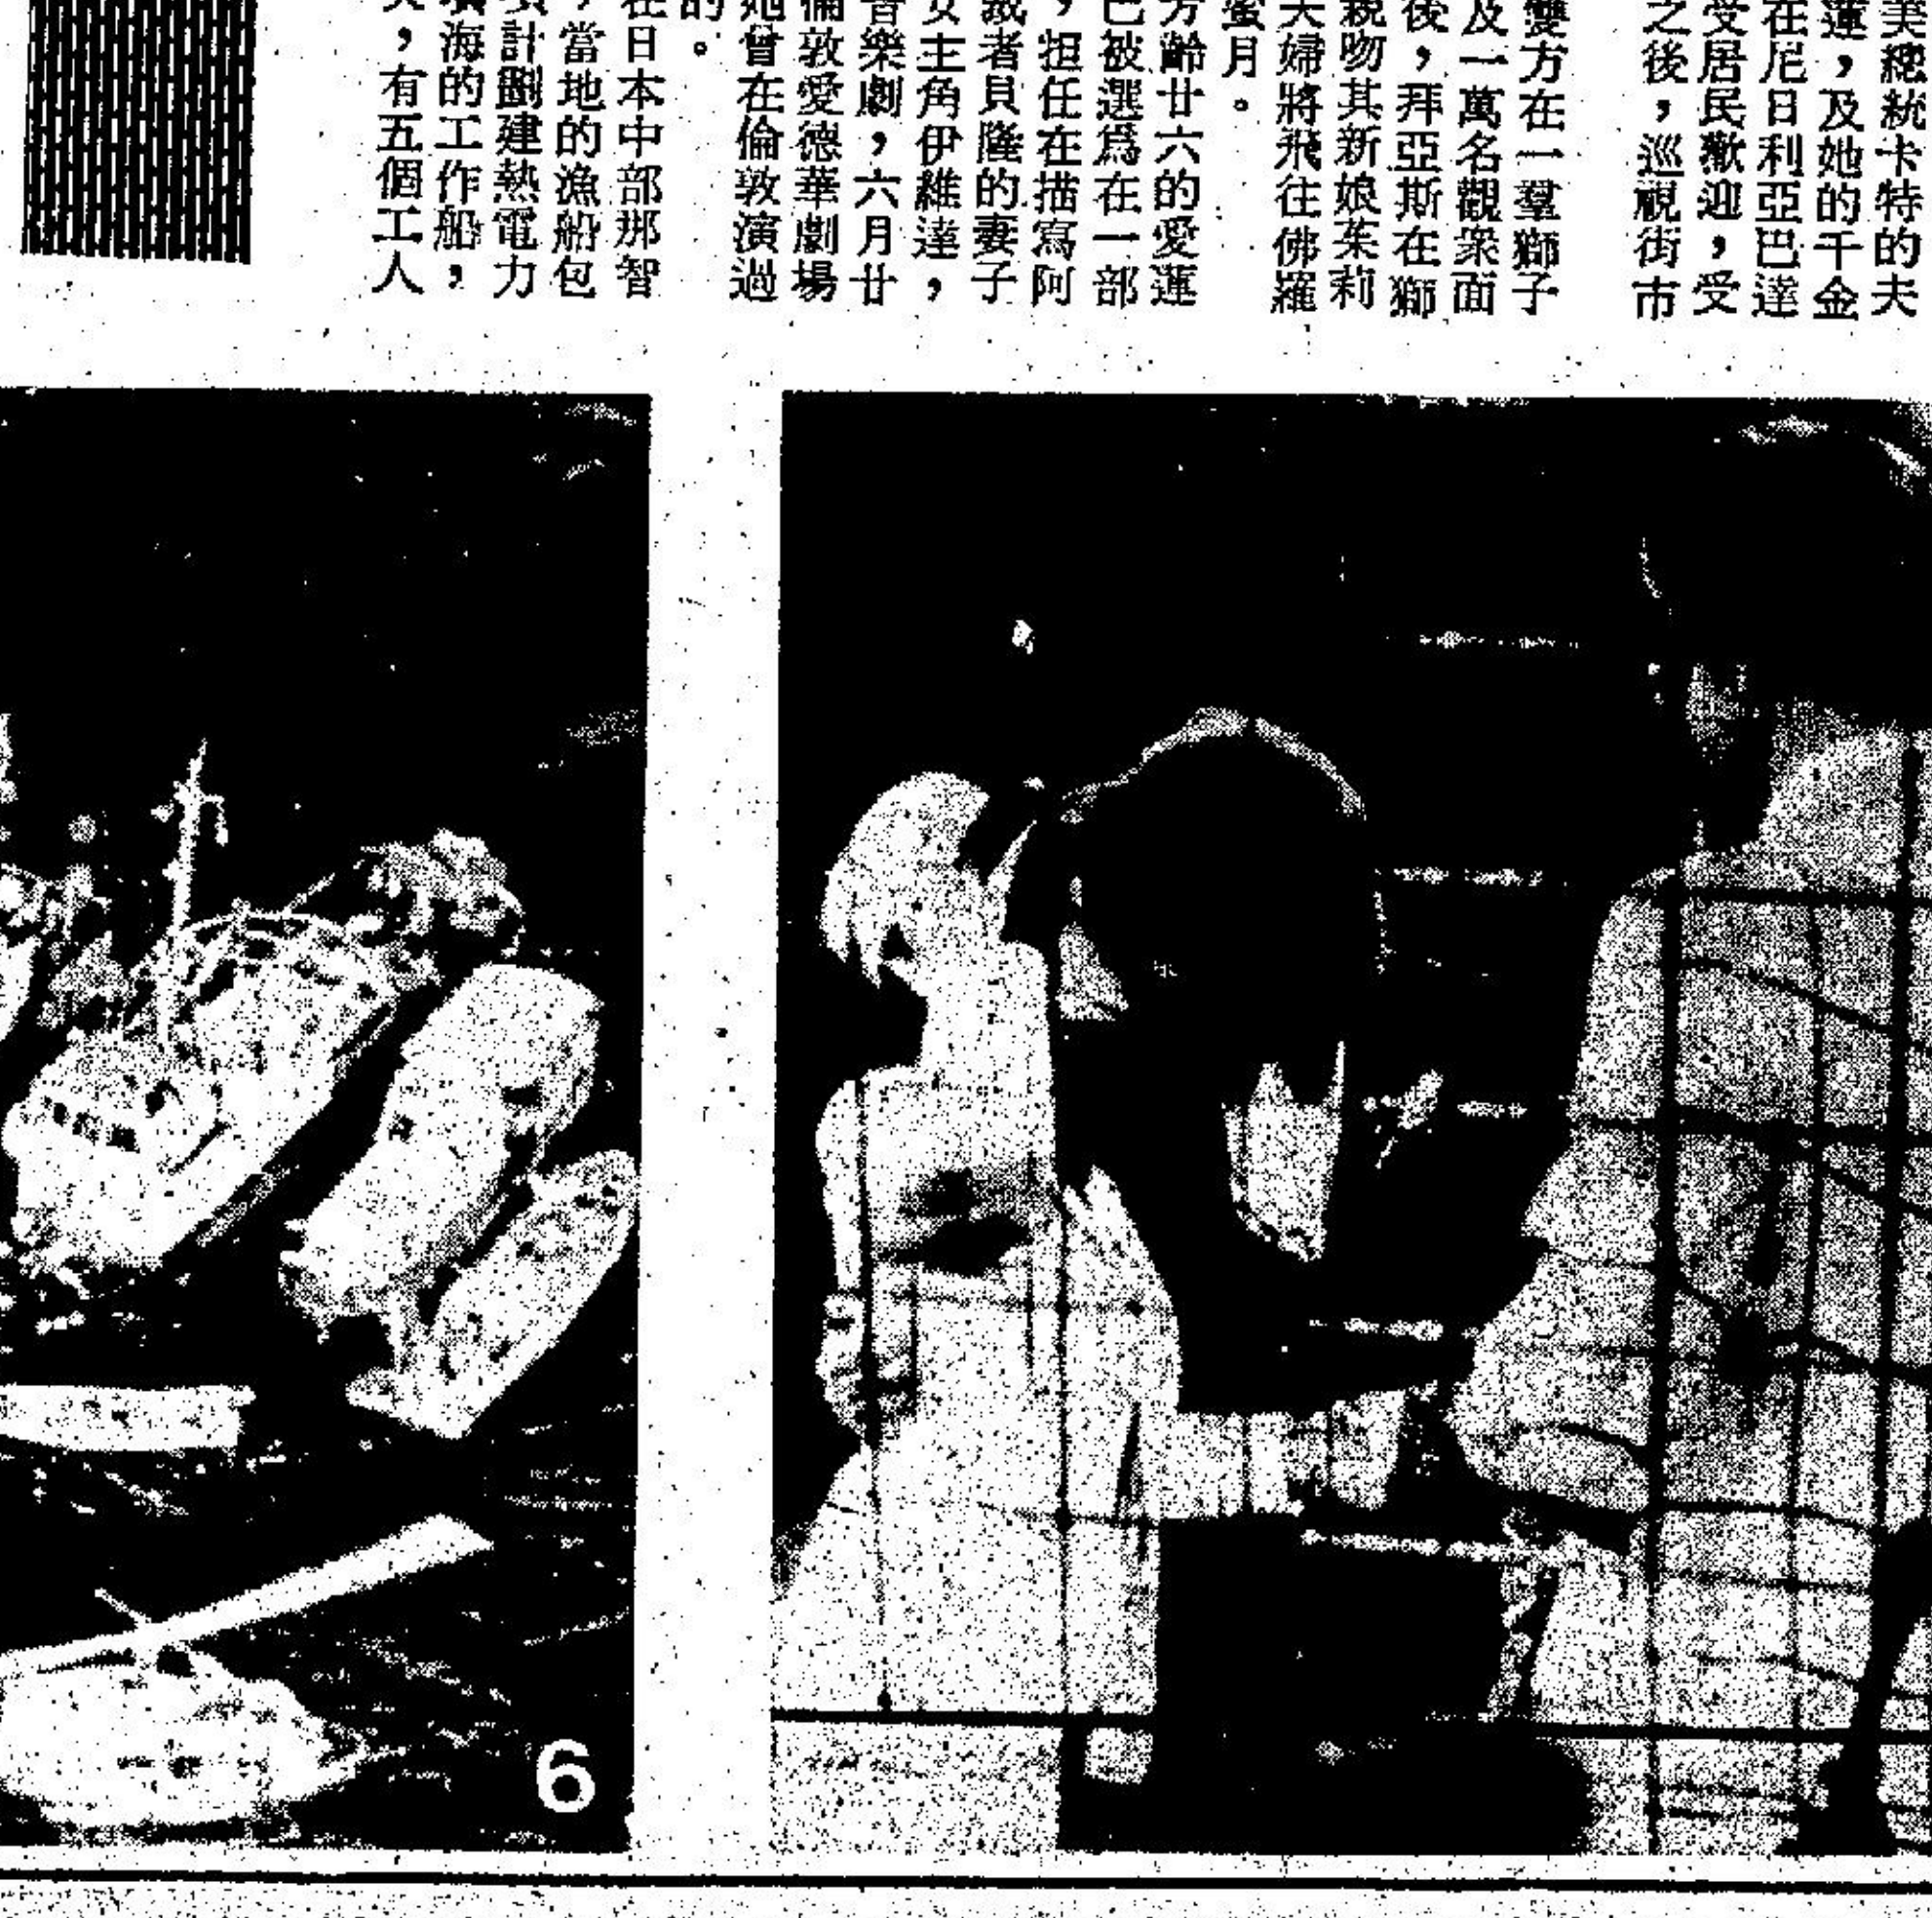 美總統卡特的夫
蓮，及她的千金
在尼日利亞巴達
受居民歡迎，受
之後，巡視街市
雙方在一羣獅子
及一萬名觀衆面
後，拜亞斯在獅
親吻其新娘茱莉
夫婦將飛往佛羅
蜜月。
芳齡廿六的愛蓮
已被選爲在一部
，担任在描寫阿
裁者貝隆的妻子
女主角伊維達，
音樂劇，六月廿
倫敦愛德華劇場
她曾在倫敦演過
的。
在日本中部那智
，當地的漁船包
項計劃建熱電力
填海的工作船，
，有五個工人
6